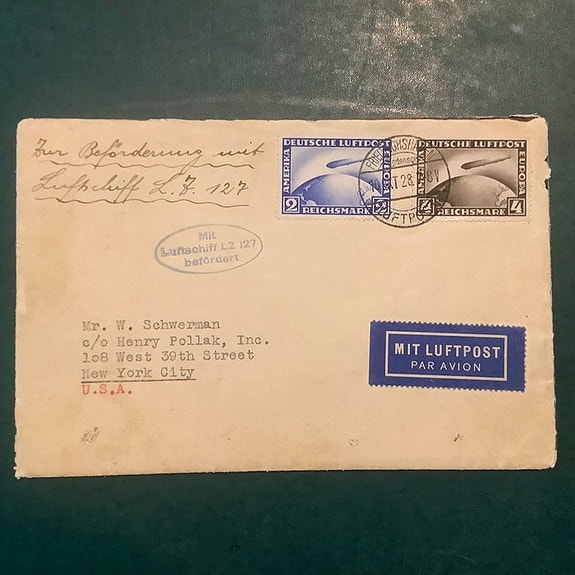 Zur Beförderung mit
Luftschiff L.Z. 127
DEUTSCHE LUFTPOST
AMERIKA
EUROPA
2 REICHSMARK 2
DEUTSCHE LUFTPOST
AMERIKA
EUROPA
4 REICHSMARK 4
LUFTPOST
Mit
Luftschiff LZ 127
befördert
Mr. W. Schwerman
c/o Henry Pollak, Inc.
108 West 39th Street
New York City
U.S.A.
MIT LUFTPOST
PAR AVION